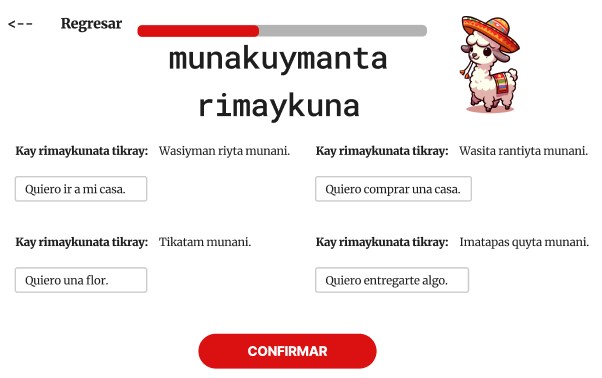 <-- Regresar
munakuymanta
rimaykuna
Kay rimaykunata tikray: Wasiyman riyta munani.
Quiero ir a mi casa.
Kay rimaykunata tikray: Wasita rantiyta munani.
Quiero comprar una casa.
Kay rimaykunata tikray: Tikatam munani.
Quiero una flor.
Kay rimaykunata tikray: Imatapas quyta munani.
Quiero entregarte algo.
CONFIRMAR